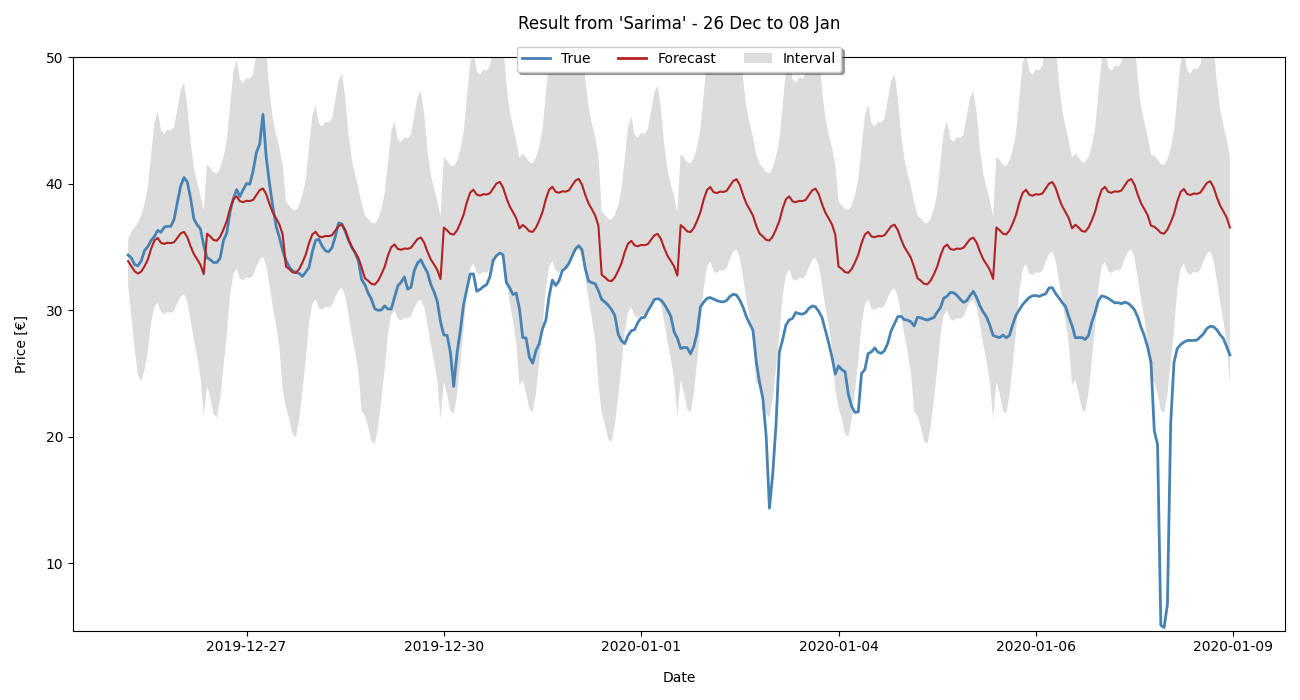 Result from 'Sarima' - 26 Dec to 08 Jan
True Forecast Interval
50
40
30
20
10
Price [€]
2019-12-27 2019-12-30 2020-01-01 2020-01-04 2020-01-06 2020-01-09
Date